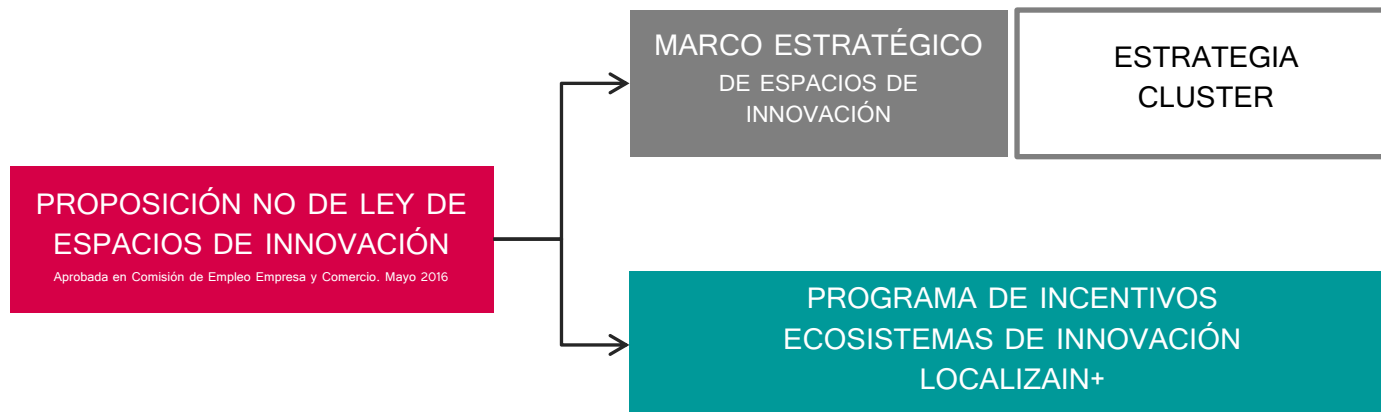 MARCO ESTRATÉGICO
DE ESPACIOS DE
INNOVACIÓN
ESTRATEGIA
CLUSTER
PROPOSICIÓN NO DE LEY DE
ESPACIOS DE INNOVACIÓN
Aprobada en Comisión de Empleo Empresa y Comercio. Mayo 2016
PROGRAMA DE INCENTIVOS
ECOSISTEMAS DE INNOVACIÓN
LOCALIZAIN+